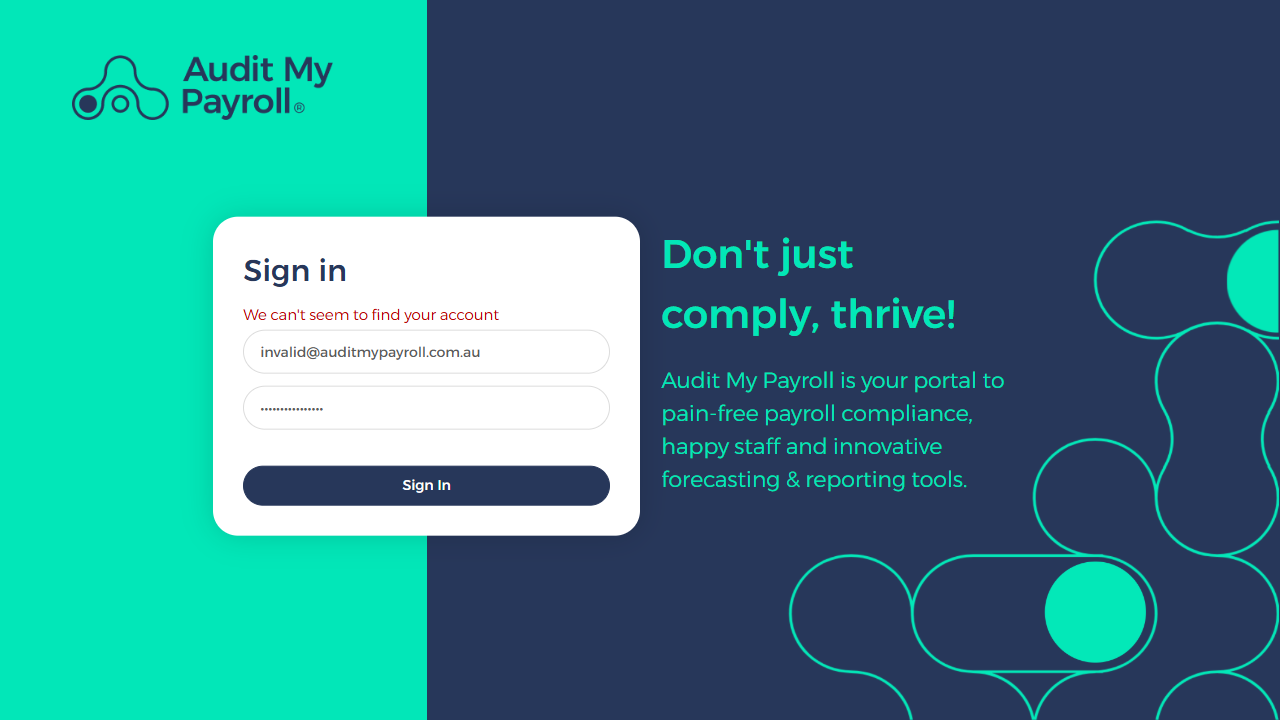 Audit My
Payroll®
Sign in
We can't seem to find your account
invalid@auditmypayroll.com.au
••••••••••••••••
Sign In
Don't just
comply, thrive!
Audit My Payroll is your portal to
pain-free payroll compliance,
happy staff and innovative
forecasting & reporting tools.